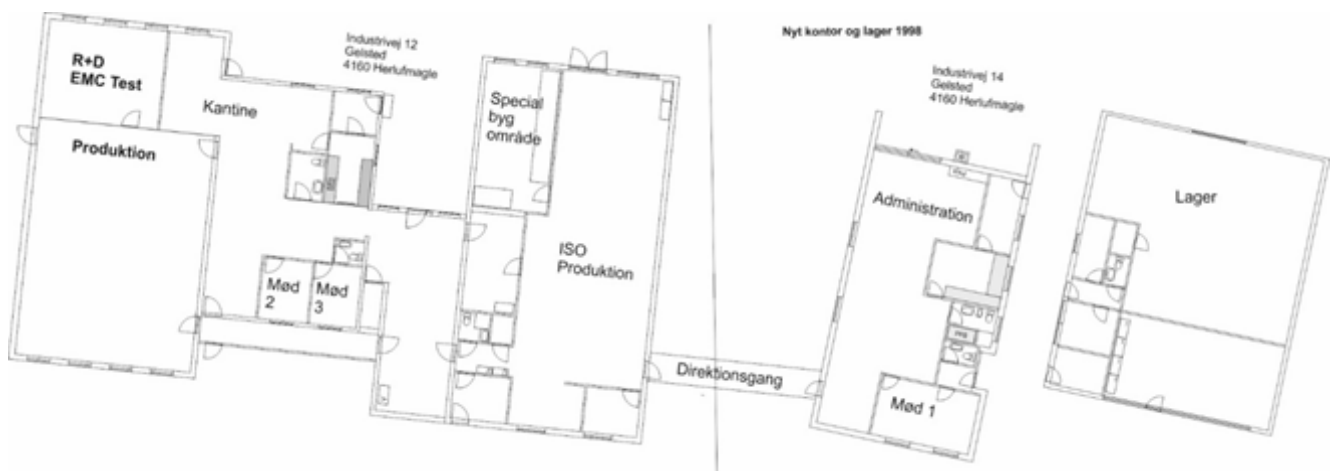 Nyt kontor og lager 1998
Industrivej 12
Gelsted
4160 Herlufmagle
R+D
EMC Test
Kantine
Special
byg
område
Produktion
Industrivej 14
Gelsted
4160 Herlufmagle
Administration
Lager
ISO
Produktion
Mød
2
Mød
3
Direktionsgang
Mød 1